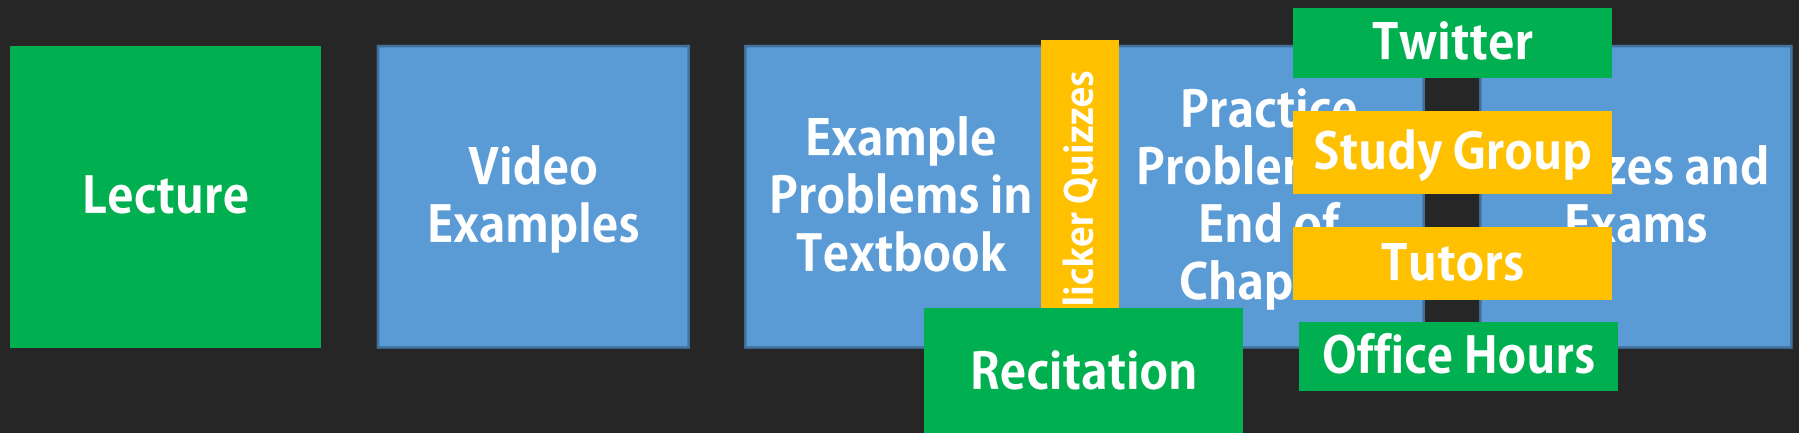 Lecture
Video
Examples
Example
Problems in
Textbook
licker Quizzes
Recitation
Practice
Proble
End of
Chap
Twitter
Study Group
Tutors
Office Hours
zes and
Exams